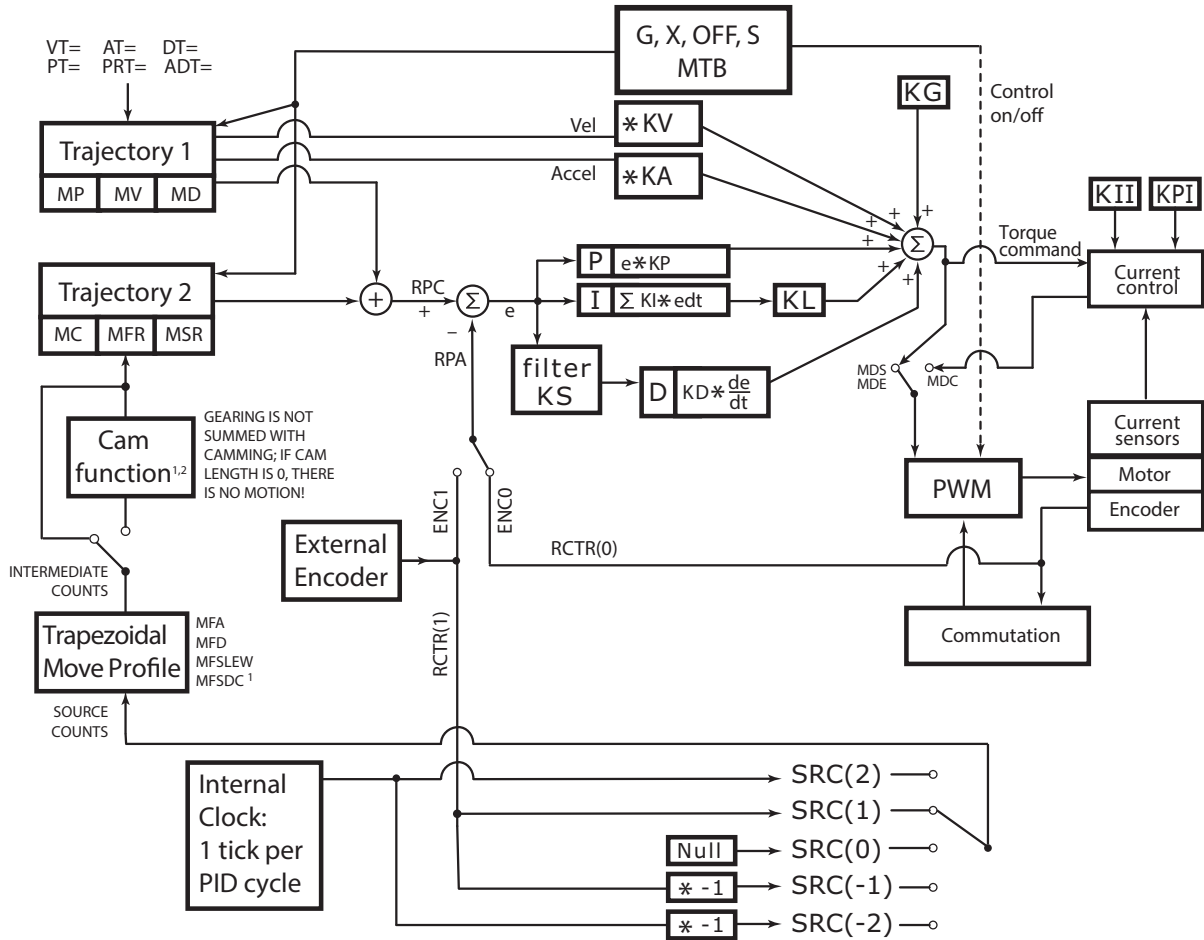 VT= AT= DT=
PT= PRT= ADT=
G, X, OFF, S
MTB
KG
Control
on/off
Trajectory 1
MP MV MD
Vel
* KV
Accel
* KA
KII KPI
Torque
command
Current
control
Σ
+
+
+
+
+
+
Trajectory 2
MC MFR MSR
+
RPC
+
Σ
−
RPA
e
P e*KP
I Σ KI*edt
KL
filter
KS
D KD* de
dt
MDS
MDE
MDC
Current
sensors
Motor
Encoder
PWM
Commutation
Cam
function1,2
GEARING IS NOT
SUMMED WITH
CAMMING; IF CAM
LENGTH IS 0, THERE
IS NO MOTION!
ENC1
ENC0
RCTR(0)
External
Encoder
RCTR(1)
INTERMEDIATE
COUNTS
Trapezoidal
Move Profile
MFA
MFD
MFSLEW
MFSDC 1
SOURCE
COUNTS
Internal
Clock:
1 tick per
PID cycle
SRC(2)
SRC(1)
Null SRC(0)
* -1 SRC(-1)
* -1 SRC(-2)